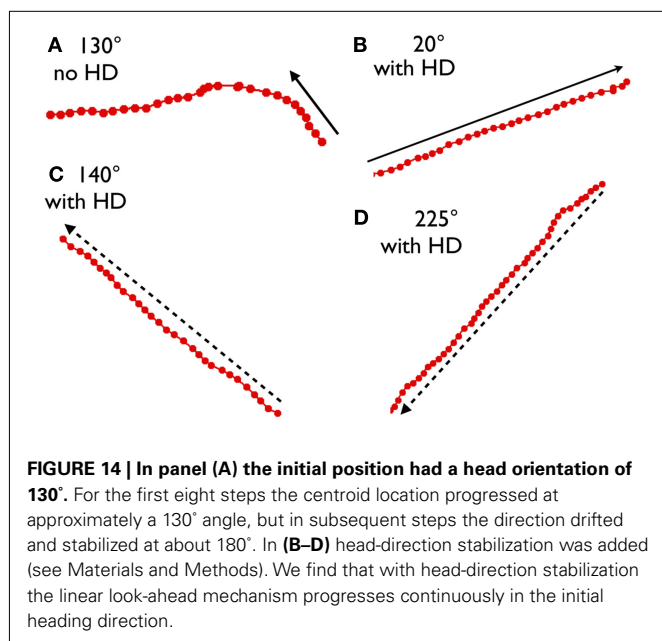 A 130°
no HD
B 20°
with HD
C 140°
with HD
D 225°
with HD
FIGURE 14 | In panel (A) the initial position had a head orientation of
130°. For the first eight steps the centroid location progressed at
approximately a 130° angle, but in subsequent steps the direction drifted
and stabilized at about 180°. In (B–D) head-direction stabilization was added
(see Materials and Methods). We find that with head-direction stabilization
the linear look-ahead mechanism progresses continuously in the initial
heading direction.